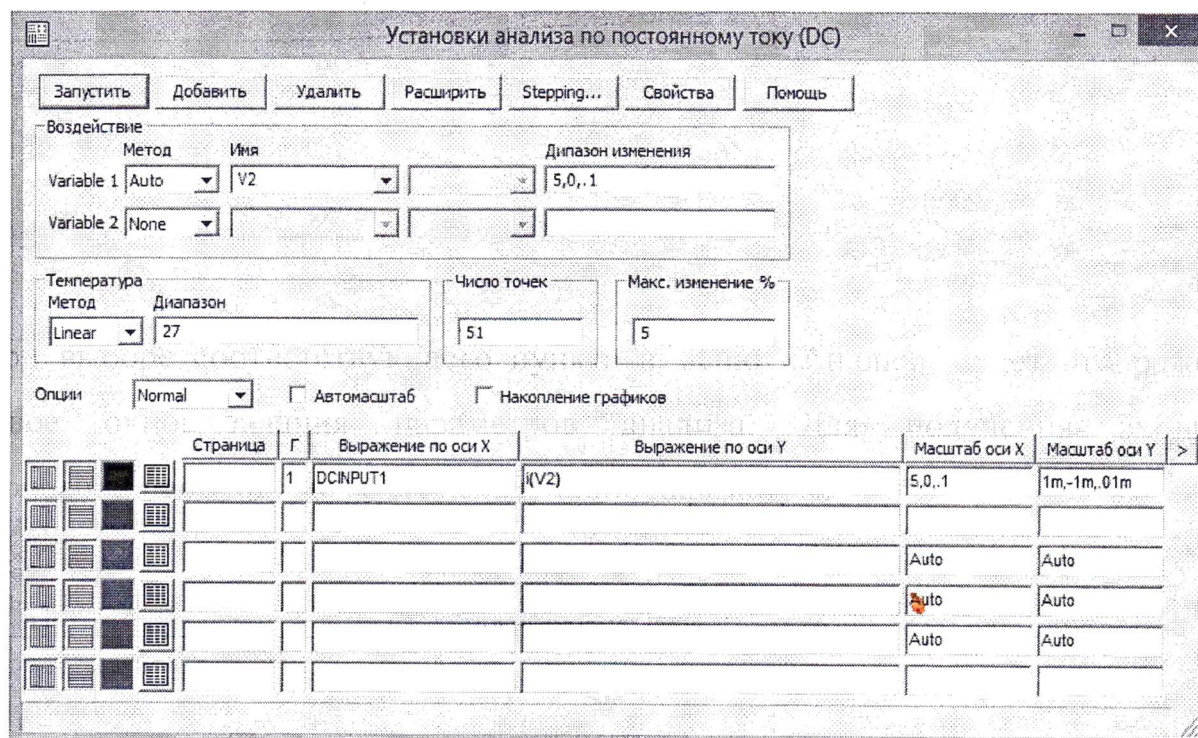 Установки анализа по постоянному току (DC)
Запустить Добавить Удалить Расширить Stepping... Свойства Помощь
Воздействие
Метод Имя Дипазон изменения
Variable 1 Auto V2 5,0,.1
Variable 2 None
Температура Число точек Макс. изменение %
Метод Диапазон
Linear 27 51 5
Опции Normal Автомасштаб Накопление графиков
Страница Г Выражение по оси X Выражение по оси Y Масштаб оси X Масштаб оси Y >
1 DCINPUT1 i(V2) 5,0,.1 1m,-1m,.01m
Auto Auto
Auto Auto
Auto Auto